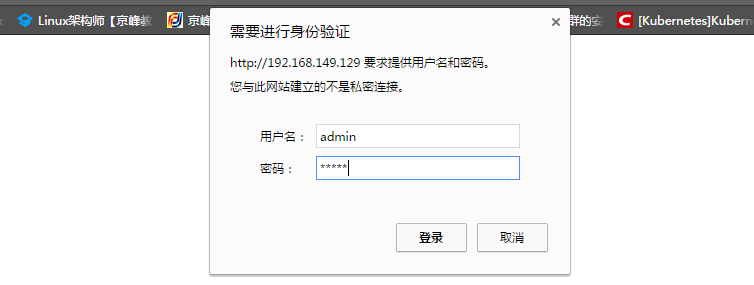 Linux架构师【京峰教
京峰
群的安
[Kubernetes]Kubern
需要进行身份验证
http://192.168.149.129 要求提供用户名和密码。
您与此网站建立的不是私密连接。
用户名： admin
密码： *****
登录 取消